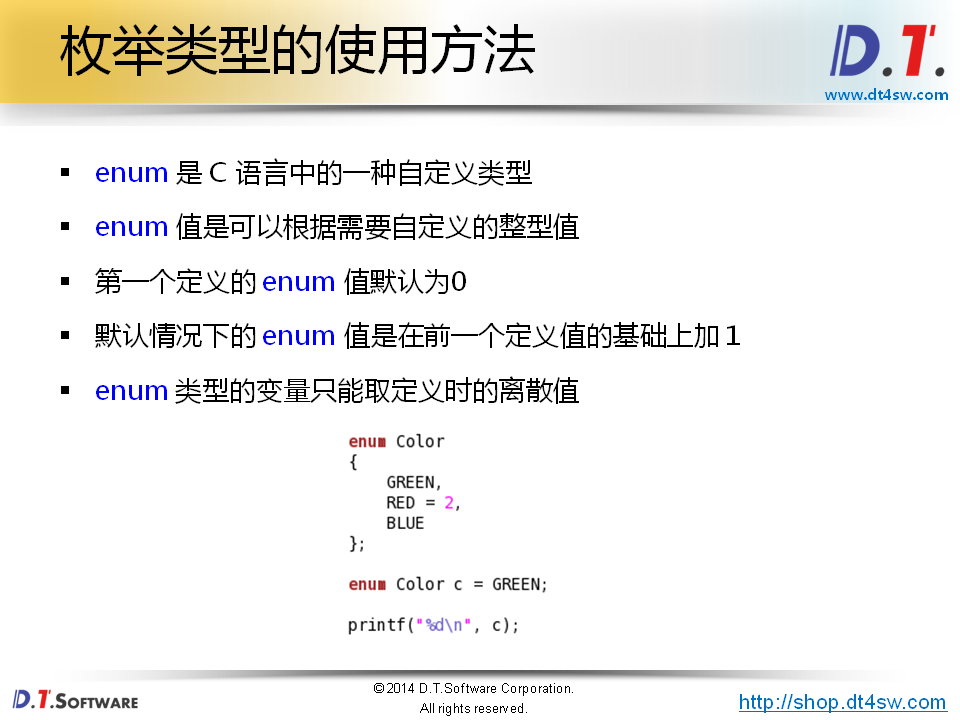 枚举类型的使用方法
D.T.
www.dt4sw.com
▪ enum 是 C 语言中的一种自定义类型
▪ enum 值是可以根据需要自定义的整型值
▪ 第一个定义的 enum 值默认为0
▪ 默认情况下的 enum 值是在前一个定义值的基础上加 1
▪ enum 类型的变量只能取定义时的离散值
enum Color
{
    GREEN,
    RED = 2,
    BLUE
};
enum Color c = GREEN;
printf("%d\n", c);
D.T.SOFTWARE
©2014 D.T.Software Corporation.
All rights reserved.
http://shop.dt4sw.com